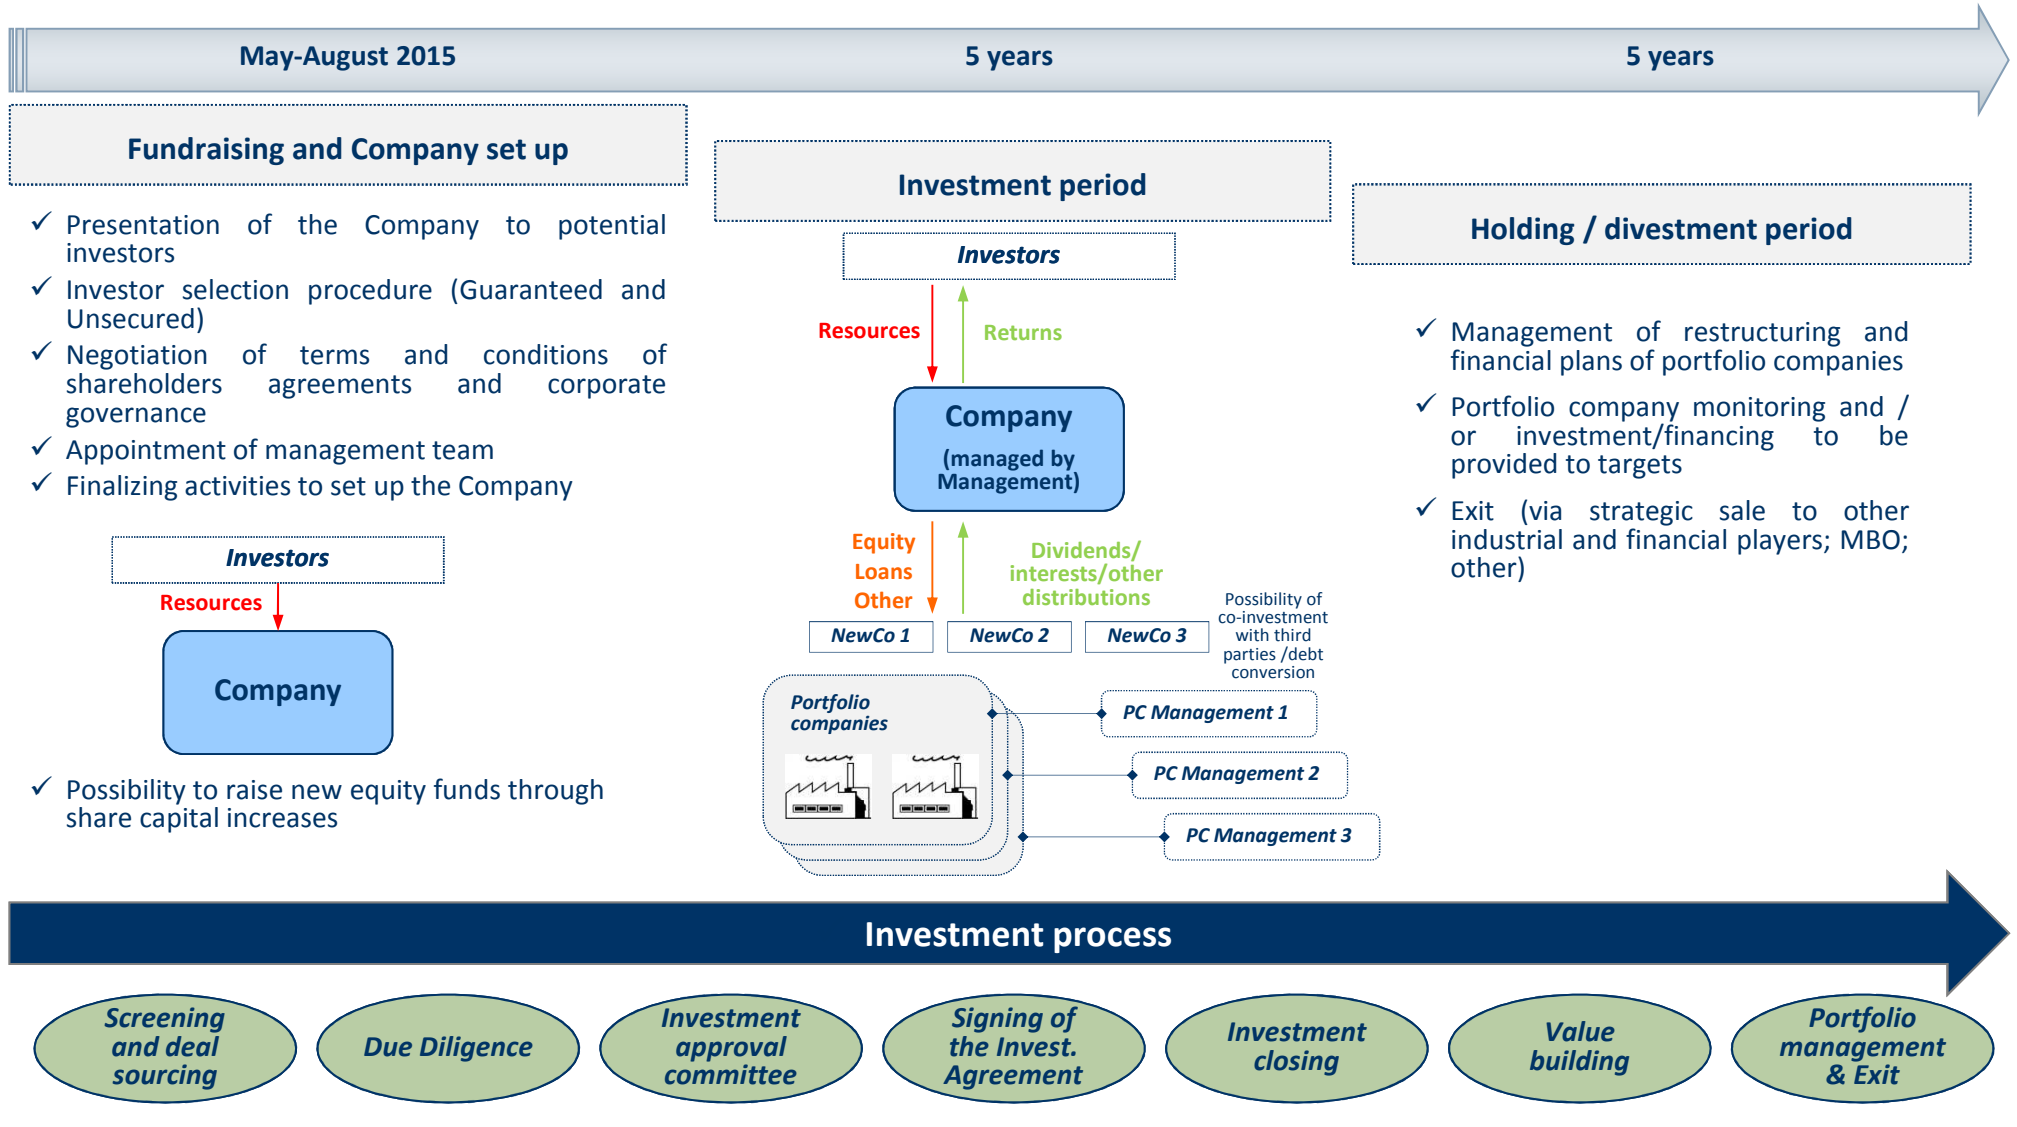 May-August 2015
5 years
5 years
Fundraising and Company set up
✓ Presentation of the Company to potential
investors
✓ Investor selection procedure (Guaranteed and
Unsecured)
✓ Negotiation of terms and conditions of
shareholders agreements and corporate
governance
✓ Appointment of management team
✓ Finalizing activities to set up the Company
Investors
Resources
Company
✓ Possibility to raise new equity funds through
share capital increases
Investment period
Investors
Resources
Returns
Company
(managed by
Management)
Equity
Loans
Other
Dividends/
interests/other
distributions
NewCo 1
NewCo 2
NewCo 3
Possibility of
co-investment
with third
parties /debt
conversion
Portfolio
companies
PC Management 1
PC Management 2
PC Management 3
Holding / divestment period
✓ Management of restructuring and
financial plans of portfolio companies
✓ Portfolio company monitoring and /
or investment/financing to be
provided to targets
✓ Exit (via strategic sale to other
industrial and financial players; MBO;
other)
Investment process
Screening
and deal
sourcing
Due Diligence
Investment
approval
committee
Signing of
the Invest.
Agreement
Investment
closing
Value
building
Portfolio
management
& Exit